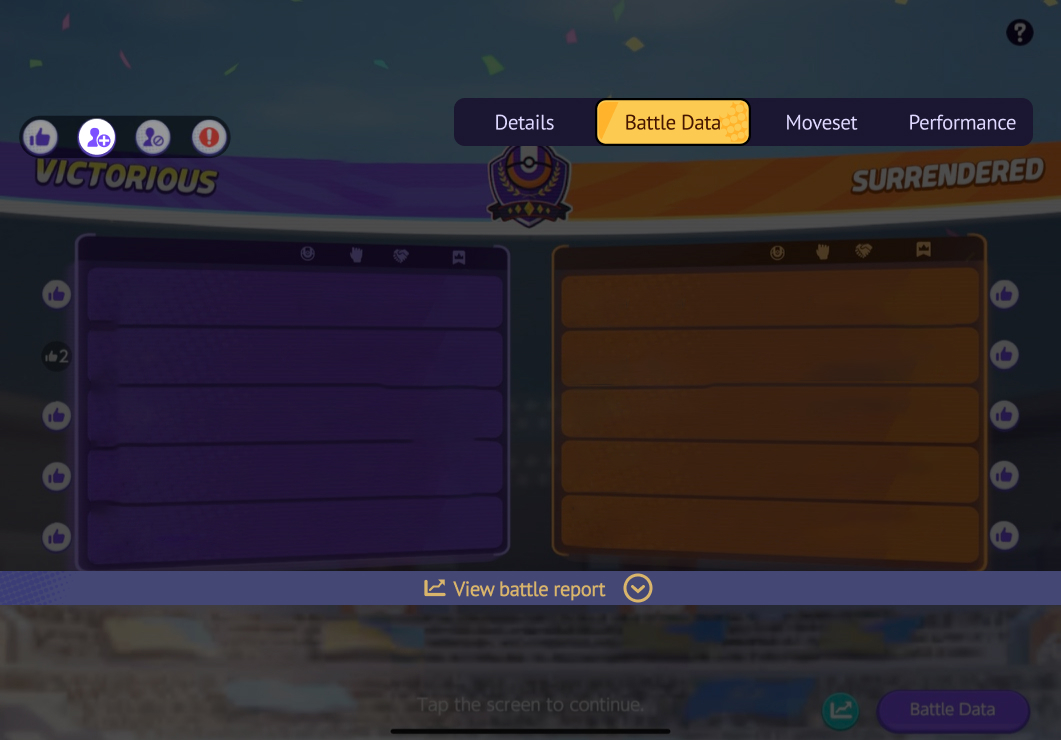 ?
Details Battle Data Moveset Performance
VICTORIOUS SURRENDERED
2
View battle report
Tap the screen to continue.
Battle Data